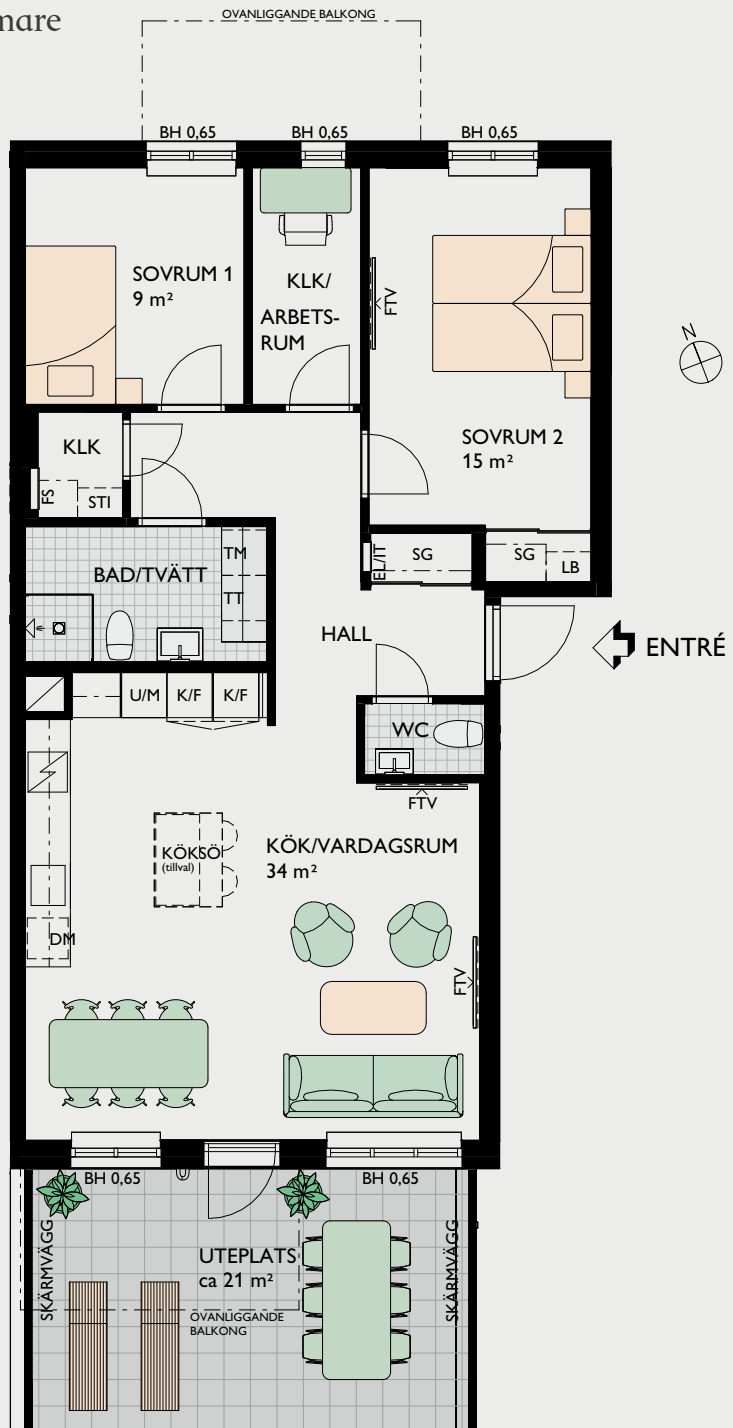 mare
OVANLIGGANDE BALKONG
BH 0,65
BH 0,65
BH 0,65
SOVRUM 1
9 m²
KLK/
ARBETS-
RUM
FTV
N
SOVRUM 2
15 m²
KLK
FS
STI
BAD/TVÄTT
TM
TT
EL/IT
SG
SG
LB
HALL
ENTRÉ
U/M
K/F
K/F
WC
FTV
KÖKSÖ
(tillval)
KÖK/VARDAGSRUM
34 m²
DM
FTV
BH 0,65
BH 0,65
SKÄRMVÄGG
UTEPLATS
ca 21 m²
SKÄRMVÄGG
OVANLIGGANDE
BALKONG